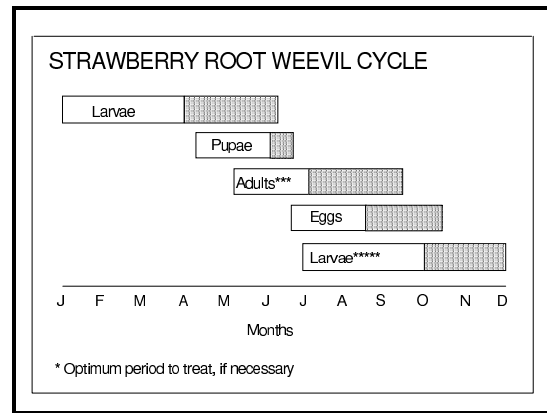 STRAWBERRY ROOT WEEVIL CYCLE
Larvae
Pupae
Adults***
Eggs
Larvae*****
J F M A M J J A S O N D
Months
* Optimum period to treat, if necessary